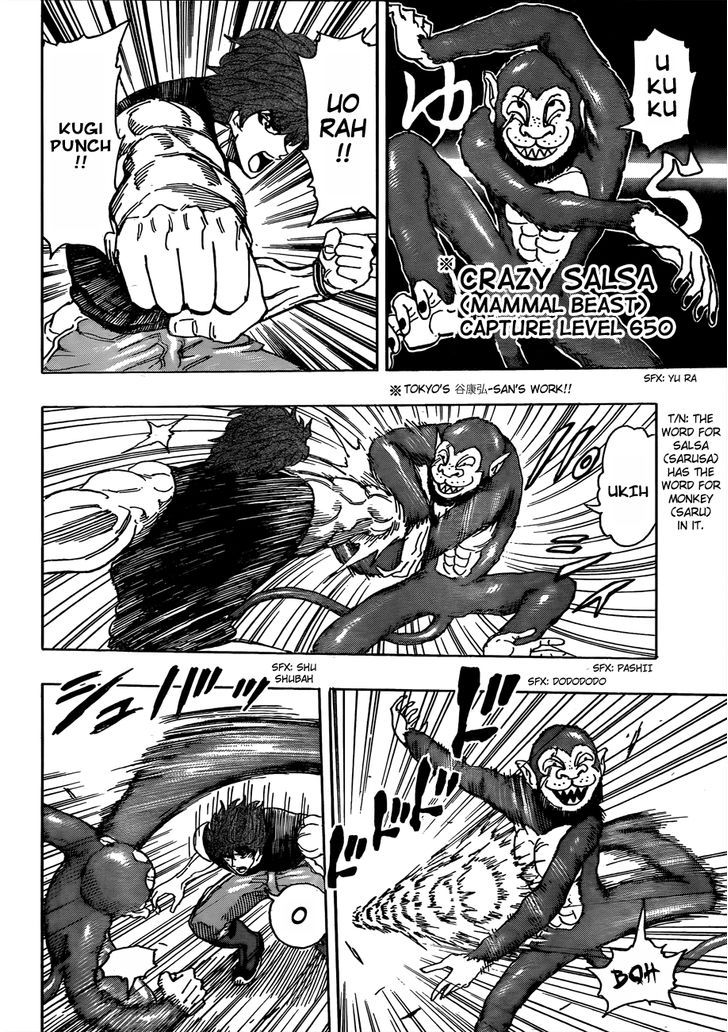 U
KU
KU
ゆ
ら
※
CRAZY SALSA
(MAMMAL BEAST)
CAPTURE LEVEL 650
SFX: YU RA
UO
RAH
!!
KUGI
PUNCH
!!
※ TOKYO'S 谷康弘-SAN'S WORK!!
T/N: THE
WORD FOR
SALSA
(SARUSA)
HAS THE
WORD FOR
MONKEY
(SARU)
IN IT.
UKIH
SFX: PASHII
SFX: DODODODO
ドドドド
BOH
SFX: SHU
SHUBAH
シュバッ
O